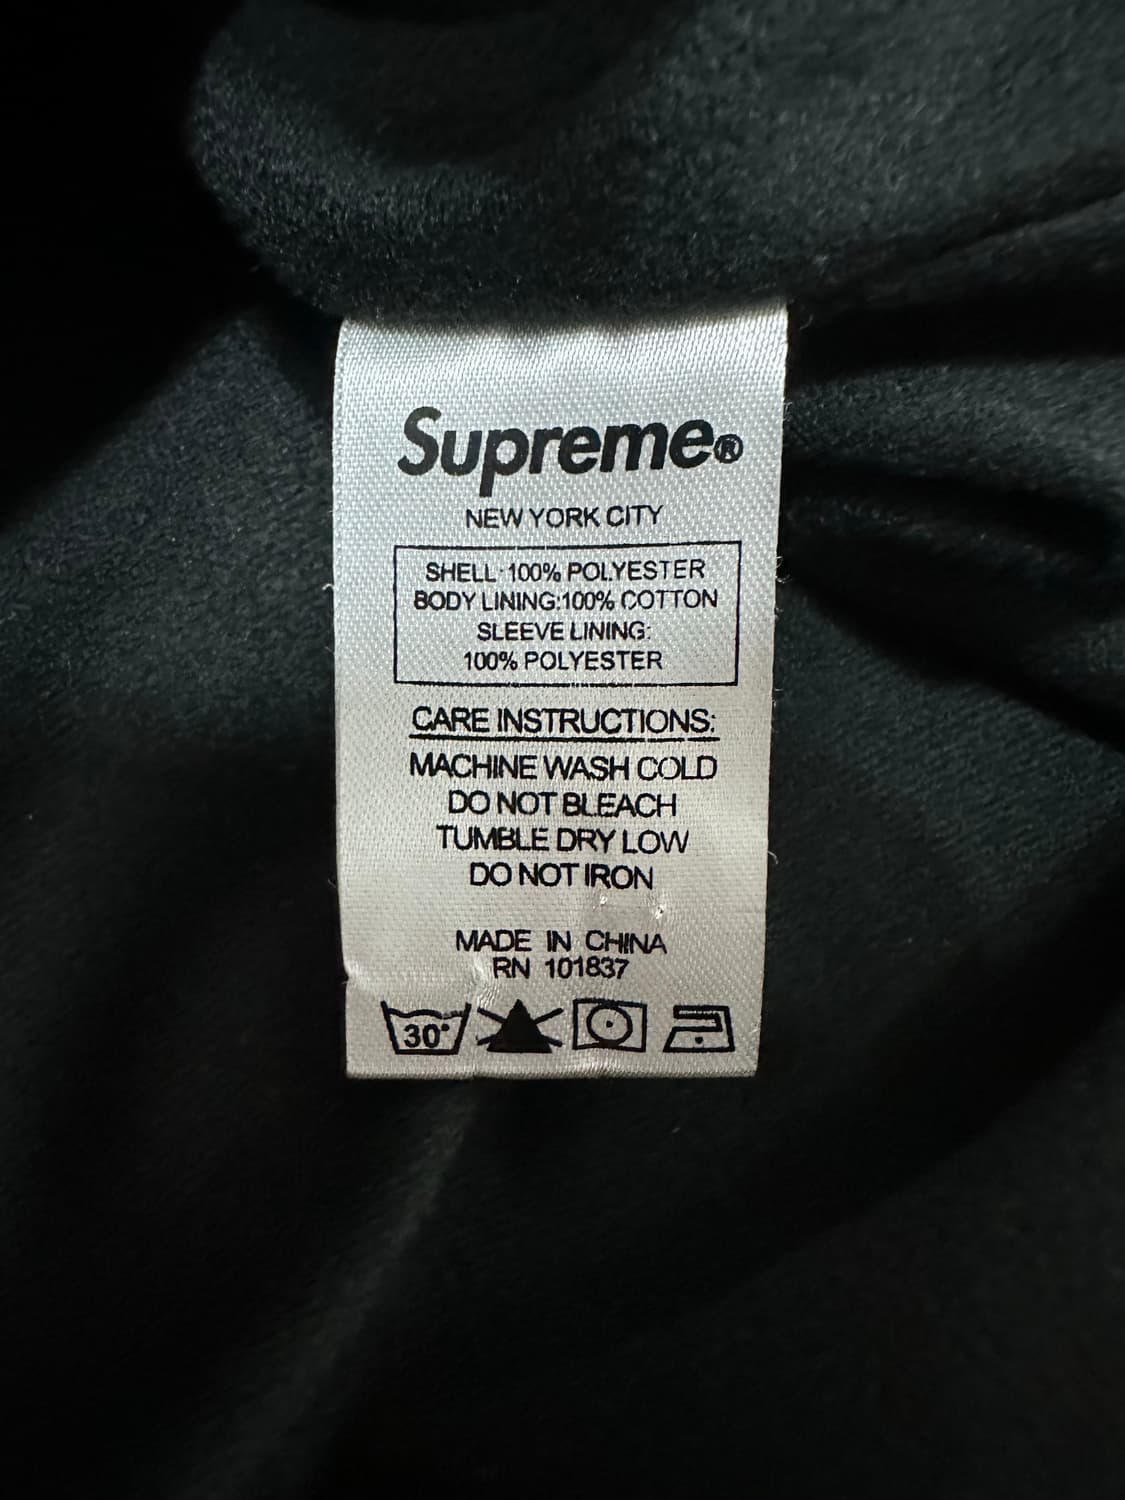 Supreme®
NEW YORK CITY
SHELL:100% POLYESTER
BODY LINING:100% COTTON
SLEEVE LINING:
100% POLYESTER
CARE INSTRUCTIONS:
MACHINE WASH COLD
DO NOT BLEACH
TUMBLE DRY LOW
DO NOT IRON
MADE IN CHINA
RN 101837
30°